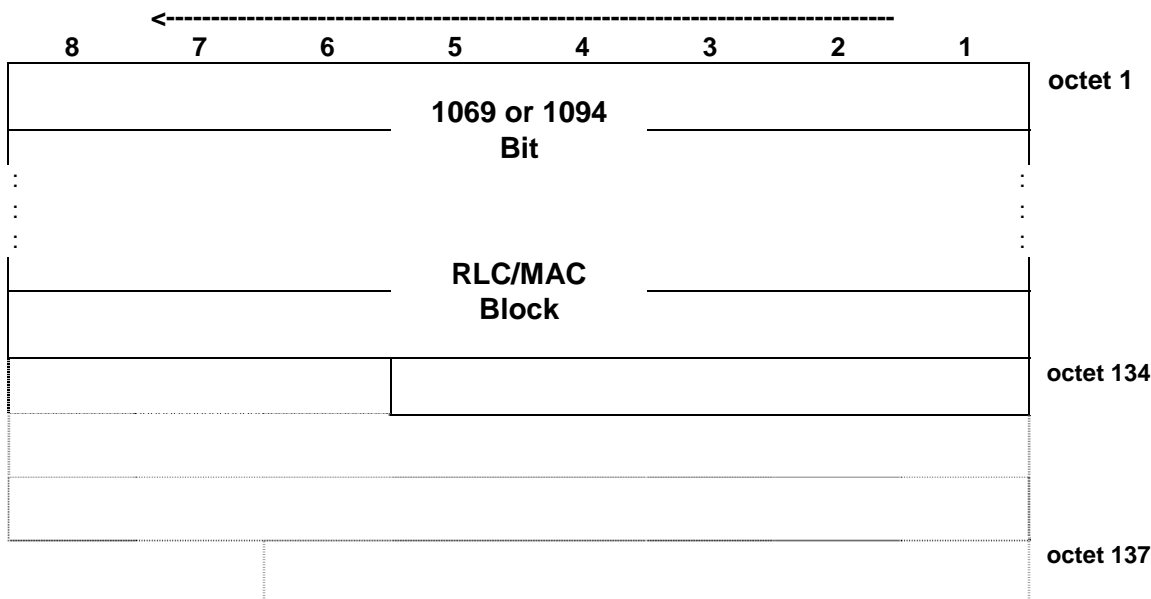 <--------------------------------------------------------------------------------
8 7 6 5 4 3 2 1
octet 1
1069 or 1094
Bit
: :
: :
: :
RLC/MAC
Block
octet 134
octet 137